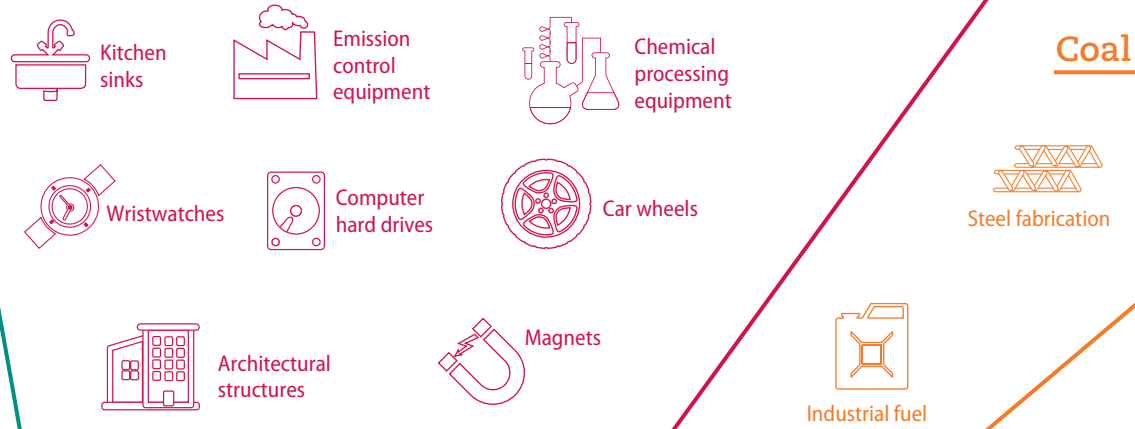 Kitchen
sinks
Emission
control
equipment
Chemical
processing
equipment
Coal
Wristwatches
Computer
hard drives
Car wheels
Steel fabrication
Architectural
structures
Magnets
Industrial fuel